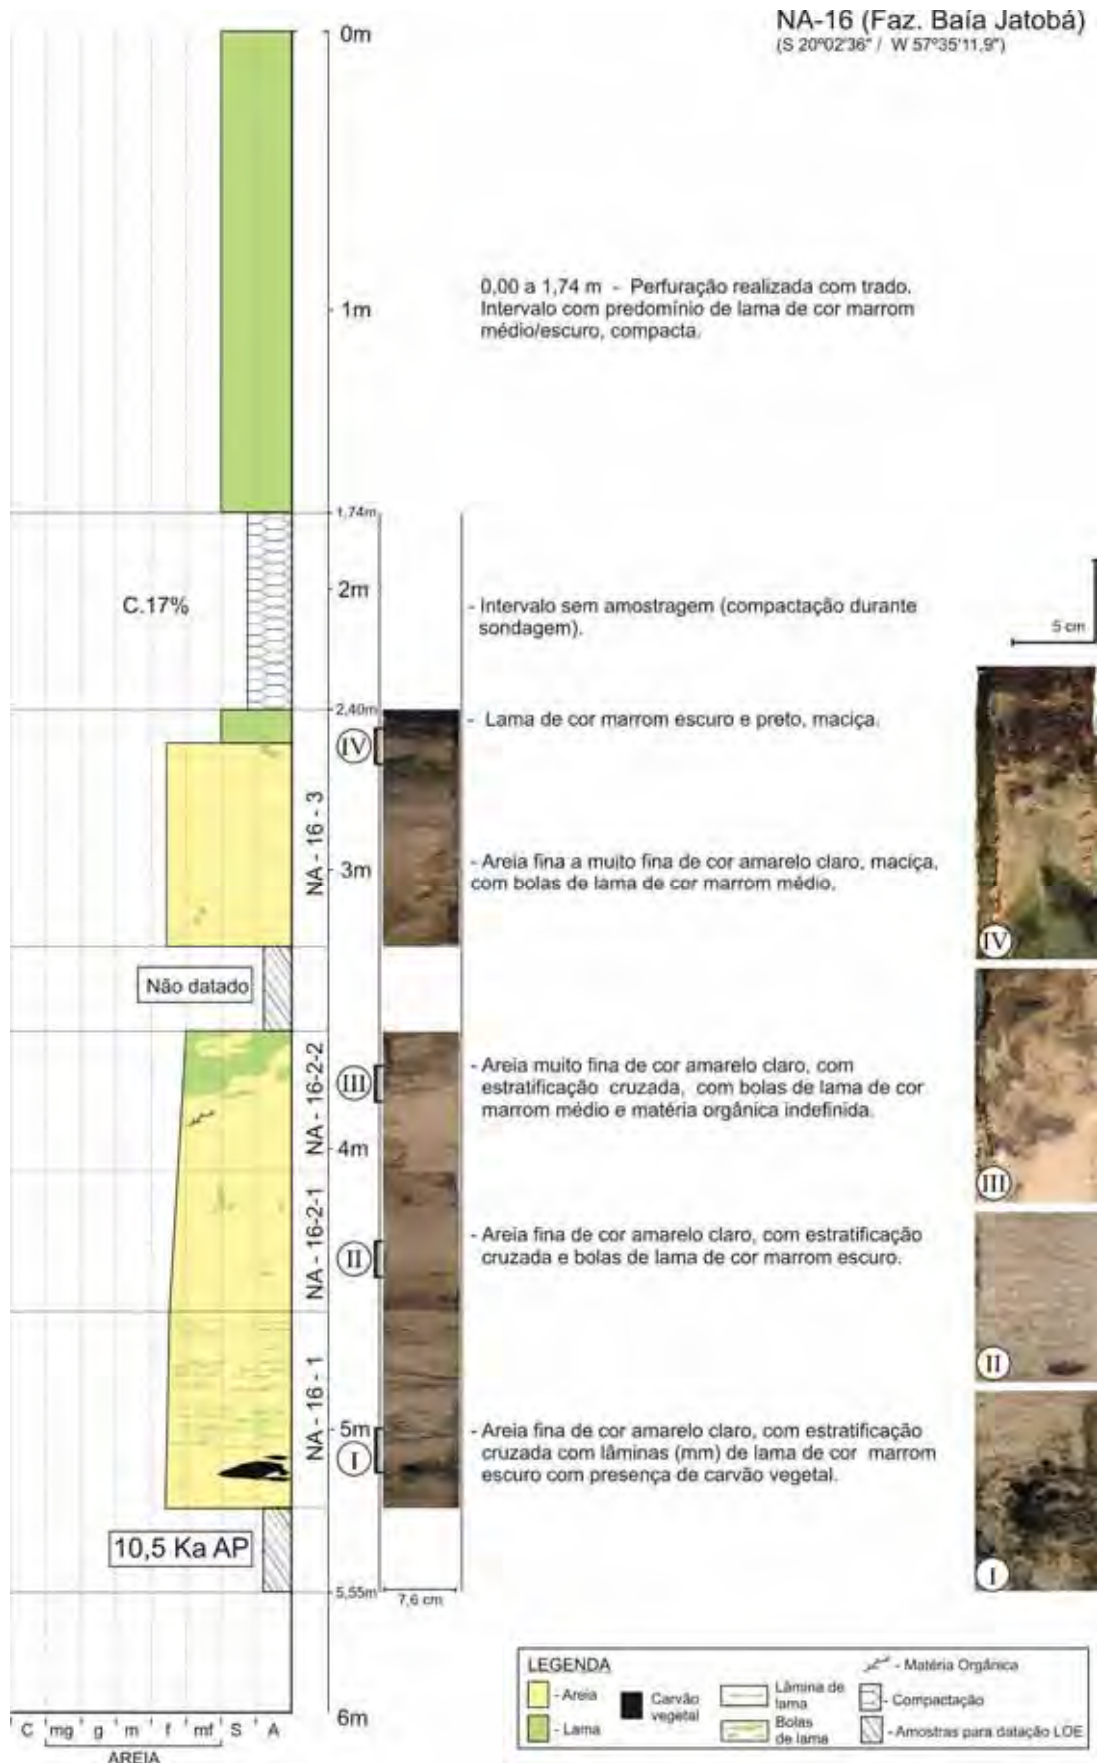 NA-16 (Faz. Baía Jatobá)
(S 20º02'36" / W 57º35'11,9")
0m
0,00 a 1,74 m - Perfuração realizada com trado.
Intervalo com predomínio de lama de cor marrom
médio/escuro, compacta.
1m
1,74m
2m
C.17%
- Intervalo sem amostragem (compactação durante
sondagem).
5 cm
2,40m
- Lama de cor marrom escuro e preto, maciça.
IV
NA - 16 - 3
3m
- Areia fina a muito fina de cor amarelo claro, maciça,
com bolas de lama de cor marrom médio.
IV
Não datado
NA - 16-2-2
III
- Areia muito fina de cor amarelo claro, com
estratificação cruzada, com bolas de lama de cor
marrom médio e matéria orgânica indefinida.
4m
III
NA - 16-2-1
II
- Areia fina de cor amarelo claro, com estratificação
cruzada e bolas de lama de cor marrom escuro.
II
NA - 16 - 1
5m
I
- Areia fina de cor amarelo claro, com estratificação
cruzada com lâminas (mm) de lama de cor marrom
escuro com presença de carvão vegetal.
10,5 Ka AP
I
5,55m
7,6 cm
LEGENDA
- Areia
- Lama
Carvão
vegetal
Lâmina de
lama
Bolas
de lama
- Matéria Orgânica
- Compactação
- Amostras para datação LOE
6m
C mg g m f mf S A
AREIA